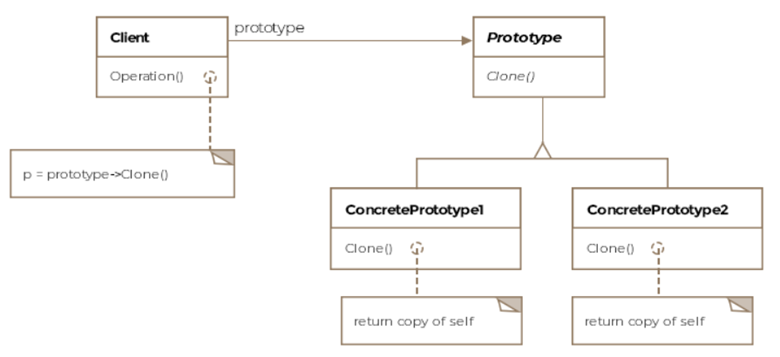 Client
prototype
Prototype
Operation()
Clone()
p = prototype->Clone()
ConcretePrototype1
ConcretePrototype2
Clone()
Clone()
return copy of self
return copy of self